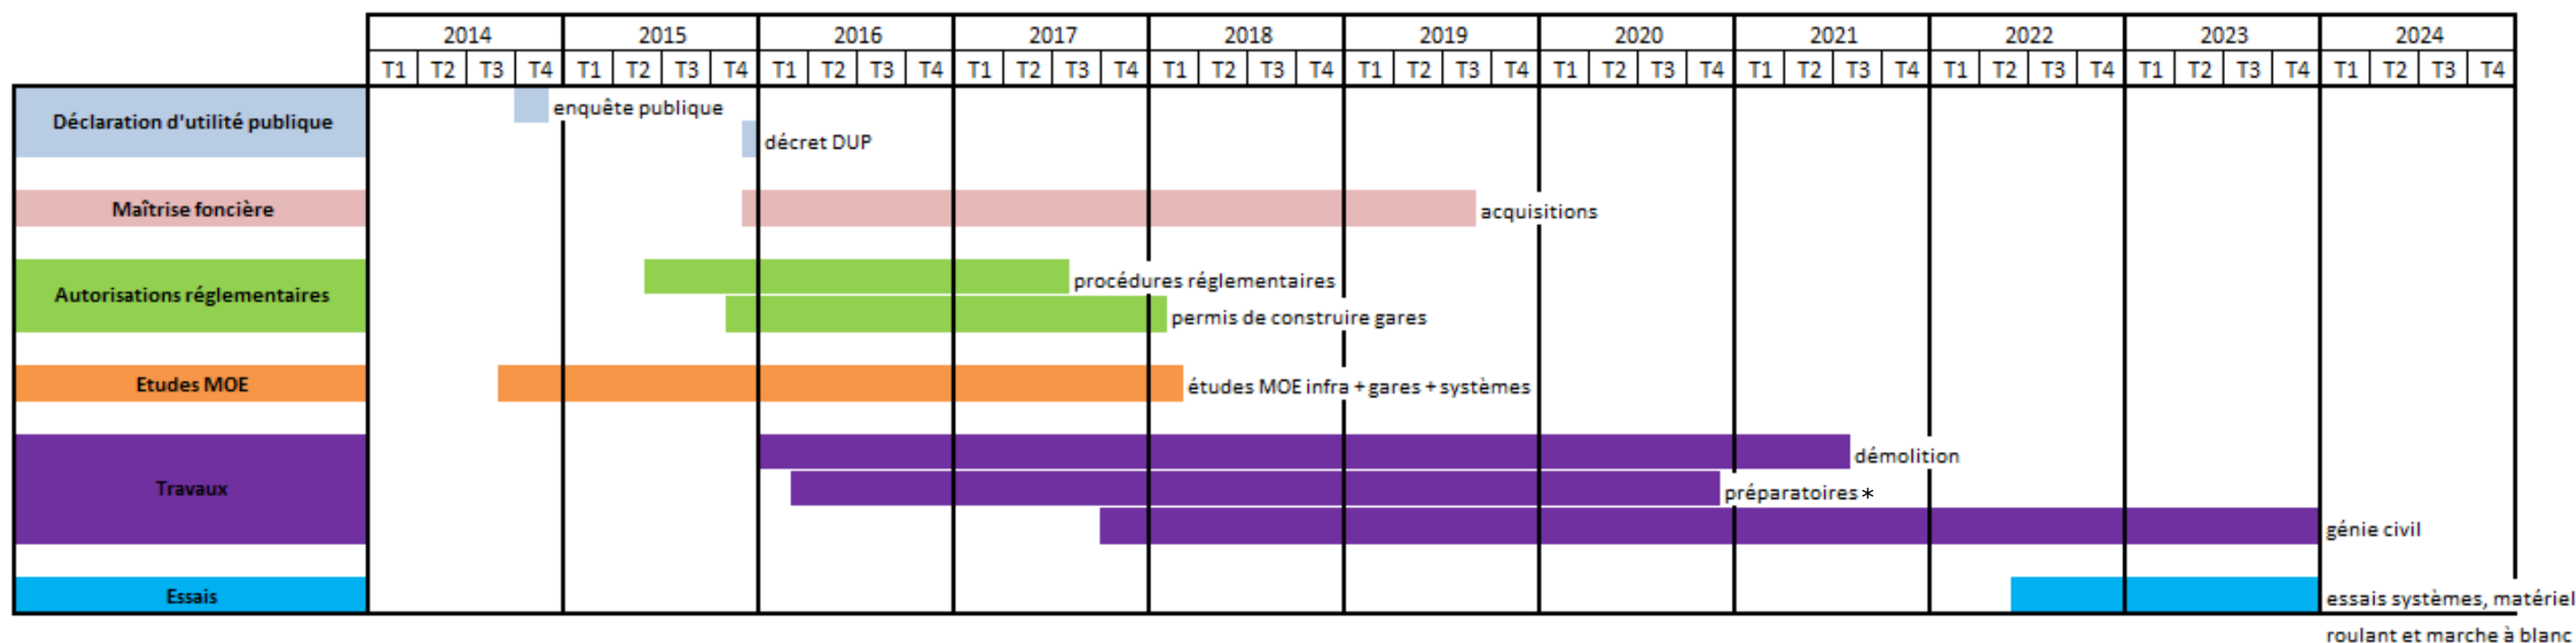 2014 2015 2016 2017 2018 2019 2020 2021 2022 2023 2024
T1 T2 T3 T4 T1 T2 T3 T4 T1 T2 T3 T4 T1 T2 T3 T4 T1 T2 T3 T4 T1 T2 T3 T4 T1 T2 T3 T4 T1 T2 T3 T4 T1 T2 T3 T4 T1 T2 T3 T4 T1 T2 T3 T4
Déclaration d'utilité publique
enquête publique
décret DUP
Maîtrise foncière
acquisitions
Autorisations réglementaires
procédures réglementaires
permis de construire gares
Etudes MOE
études MOE infra + gares + systèmes
Travaux
démolition
préparatoires *
génie civil
Essais
essais systèmes, matériel
roulant et marche à blanc